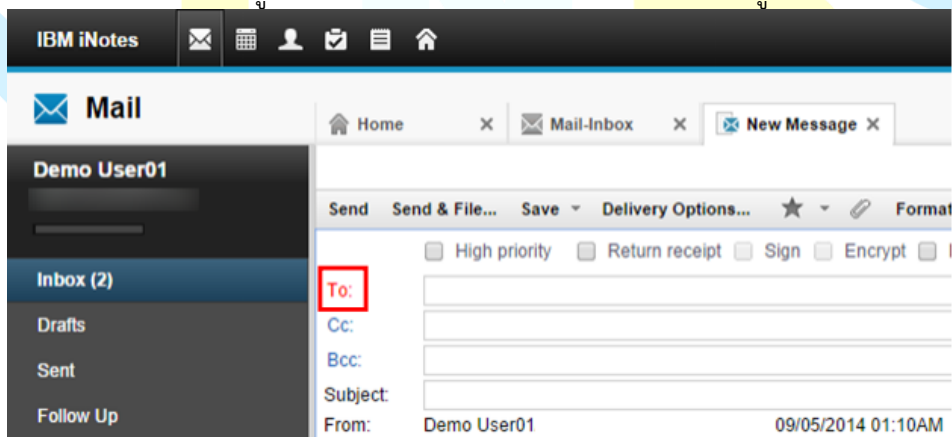 IBM iNotes
Mail
Home
Mail-Inbox
New Message
Demo User01
Send Send & File... Save Delivery Options... Format
High priority Return receipt Sign Encrypt
Inbox (2)
To:
Drafts
Cc:
Sent
Bcc:
Subject:
Follow Up
From: Demo User01 09/05/2014 01:10AM